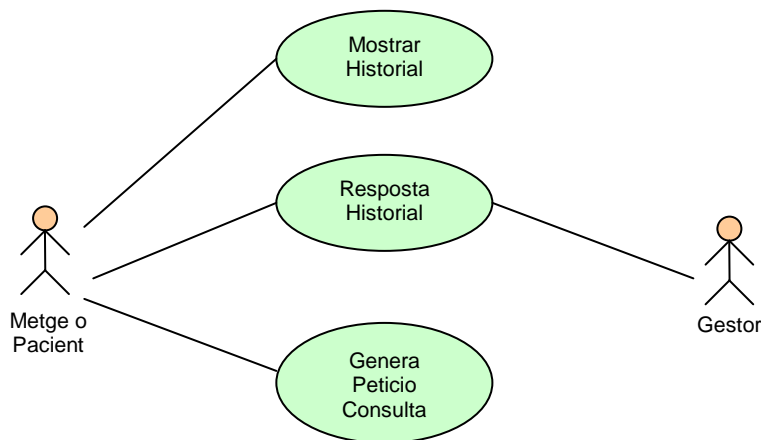 Mostrar
Historial
Resposta
Historial
Metge o
Pacient
Gestor
Genera
Peticio
Consulta